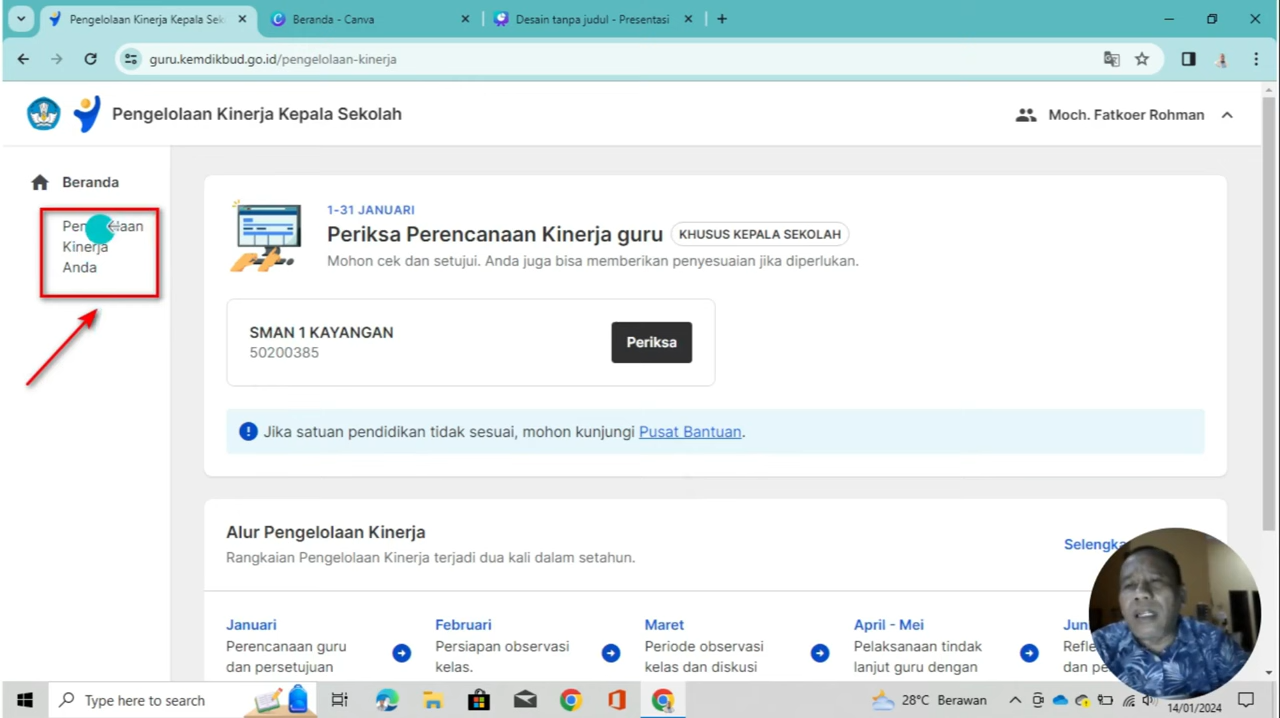 Pengelolaan Kinerja Kepala Sek
Beranda - Canva
Desain tanpa judul - Presentasi
guru.kemdikbud.go.id/pengelolaan-kinerja
Pengelolaan Kinerja Kepala Sekolah
Moch. Fatkoer Rohman
Beranda
Kinerja
Anda
1-31 JANUARI
Periksa Perencanaan Kinerja guru
KHUSUS KEPALA SEKOLAH
Mohon cek dan setujui. Anda juga bisa memberikan penyesuaian jika diperlukan.
SMAN 1 KAYANGAN
50200385
Periksa
Jika satuan pendidikan tidak sesuai, mohon kunjungi Pusat Bantuan.
Alur Pengelolaan Kinerja
Rangkaian Pengelolaan Kinerja terjadi dua kali dalam setahun.
Januari
Perencanaan guru
dan persetujuan
Februari
Persiapan observasi
kelas.
Maret
Periode observasi
kelas dan diskusi
April - Mei
Pelaksanaan tindak
lanjut guru dengan
Type here to search
28°C Berawan
14/01/2024